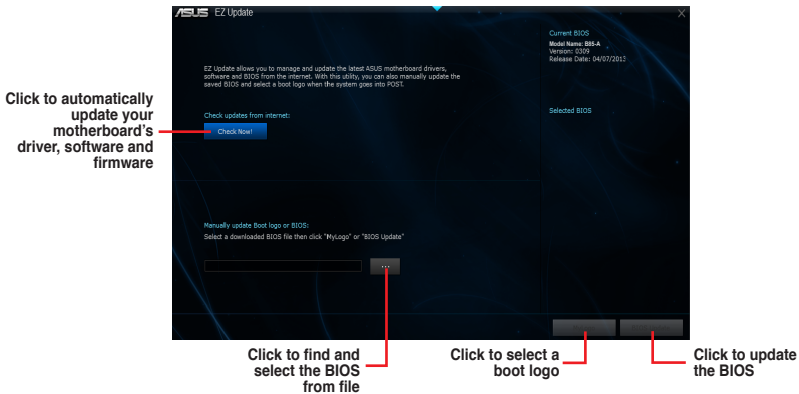 ASUS EZ Update
X
Current BIOS
Model Name: B85-A
Version: 0309
Release Date: 04/07/2013
EZ Update allows you to manage and update the latest ASUS motherboard drivers,
software and BIOS from the internet. With this utility, you can also manually update the
saved BIOS and select a boot logo when the system goes into POST.
Click to automatically
update your
motherboard's
driver, software and
firmware
Check updates from internet:
Check Now!
Selected BIOS
Manually update Boot logo or BIOS:
Select a downloaded BIOS file then click "MyLogo" or "BIOS Update"
...
Click to find and
select the BIOS
from file
Click to select a
boot logo
Click to update
the BIOS